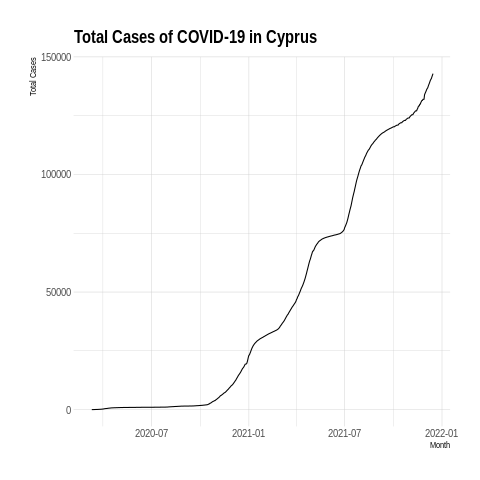 Total Cases of COVID-19 in Cyprus
Total Cases
150000
100000
50000
0
2020-07 2021-01 2021-07 2022-01
Month